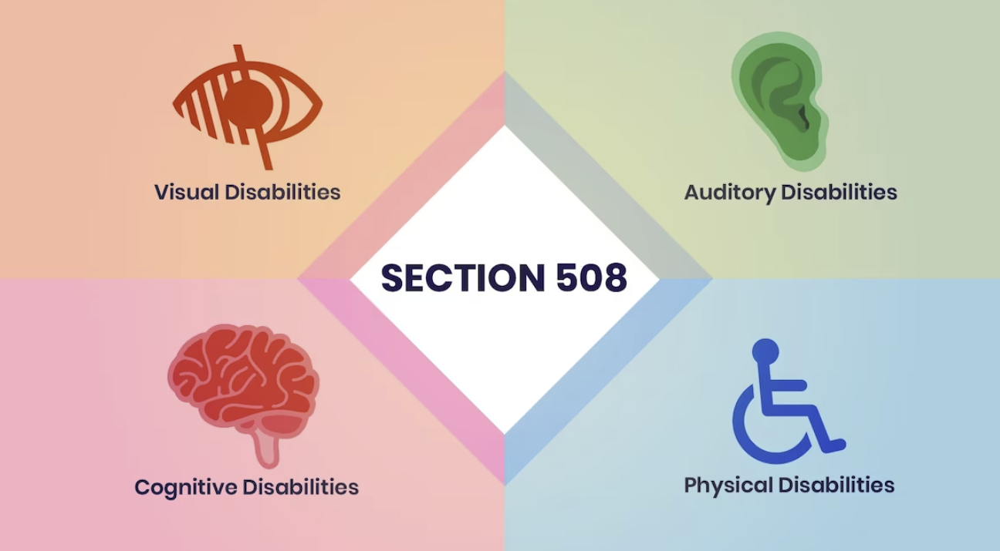 Visual Disabilities
Auditory Disabilities
SECTION 508
Cognitive Disabilities
Physical Disabilities